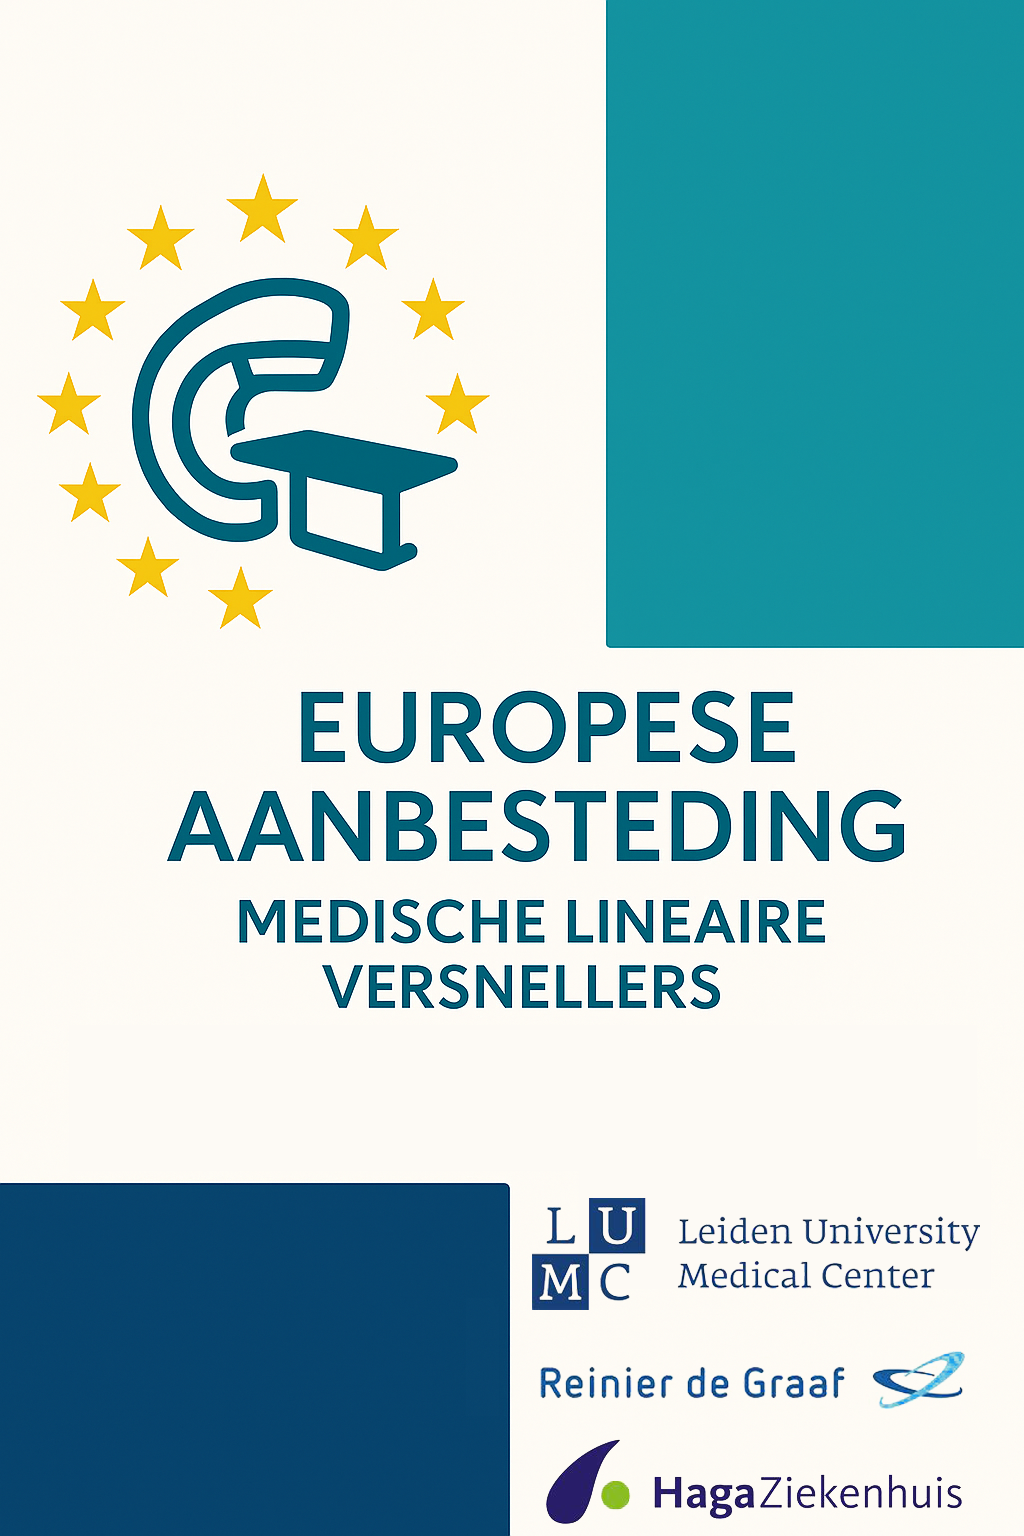 EUROPESE
AANBESTEDING
MEDISCHE LINEAIRE
VERSNELLERS
L U
M C
Leiden University
Medical Center
Reinier de Graaf
HagaZiekenhuis